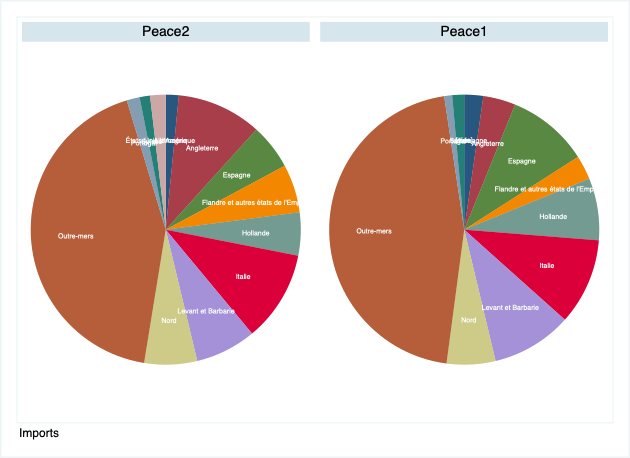 Peace2
Peace1
Portugal
Angleterre
Espagne
Flandre et autres états de l'Emp
Hollande
Italie
Levant et Barbarie
Nord
Outre-mers
Angleterre
Espagne
Flandre et autres états de l'Emp
Hollande
Italie
Levant et Barbarie
Nord
Outre-mers
Imports